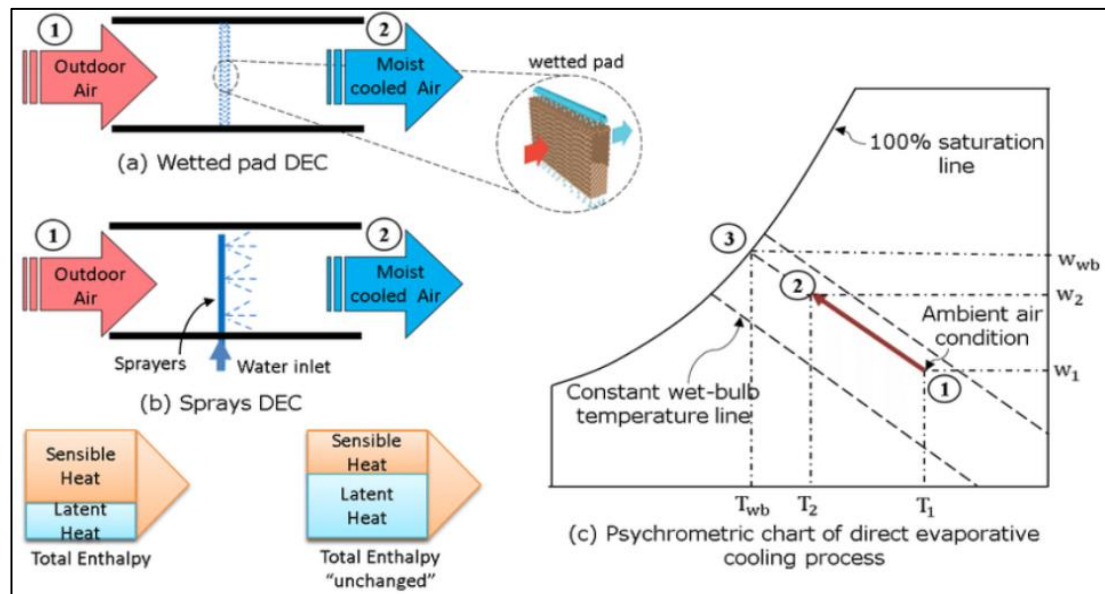 1
Outdoor
Air
2
Moist
cooled Air
wetted pad
(a) Wetted pad DEC
1
Outdoor
Air
2
Moist
cooled Air
Sprayers
Water inlet
(b) Sprays DEC
Sensible
Heat
Latent
Heat
Total Enthalpy
Sensible
Heat
Latent
Heat
Total Enthalpy
“unchanged”
100% saturation
line
3
2
Ambient air
condition
1
Constant wet-bulb
temperature line
w_wb
w_2
w_1
T_wb
T_2
T_1
(c) Psychrometric chart of direct evaporative
cooling process